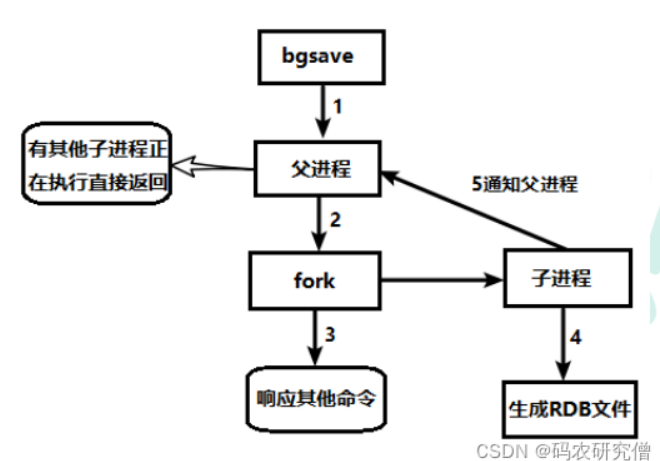 bgsave
1
有其他子进程正
在执行直接返回
父进程
5通知父进程
2
fork
子进程
3
4
响应其他命令
生成RDB文件
CSDN @码农研究僧